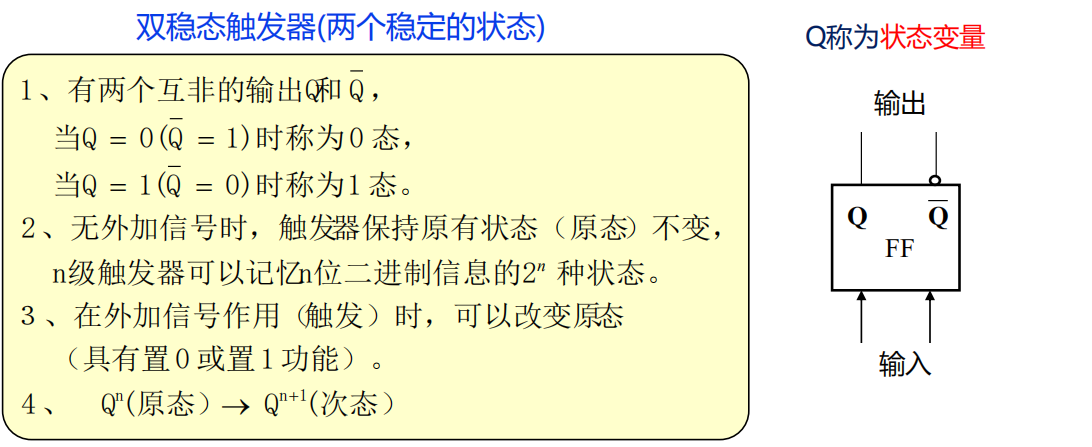 双稳态触发器(两个稳定的状态)
1、有两个互非的输出Q和Q̅，
当Q = 0(Q̅ = 1)时称为0态，
当Q = 1(Q̅ = 0)时称为1态。
2、无外加信号时，触发器保持原有状态（原态）不变，
n级触发器可以记忆n位二进制信息的2ⁿ 种状态。
3、在外加信号作用（触发）时，可以改变原态
（具有置0或置1功能）。
4、 Qⁿ(原态）→ Qⁿ⁺¹(次态）
Q称为状态变量
输出
Q Q̅
FF
输入